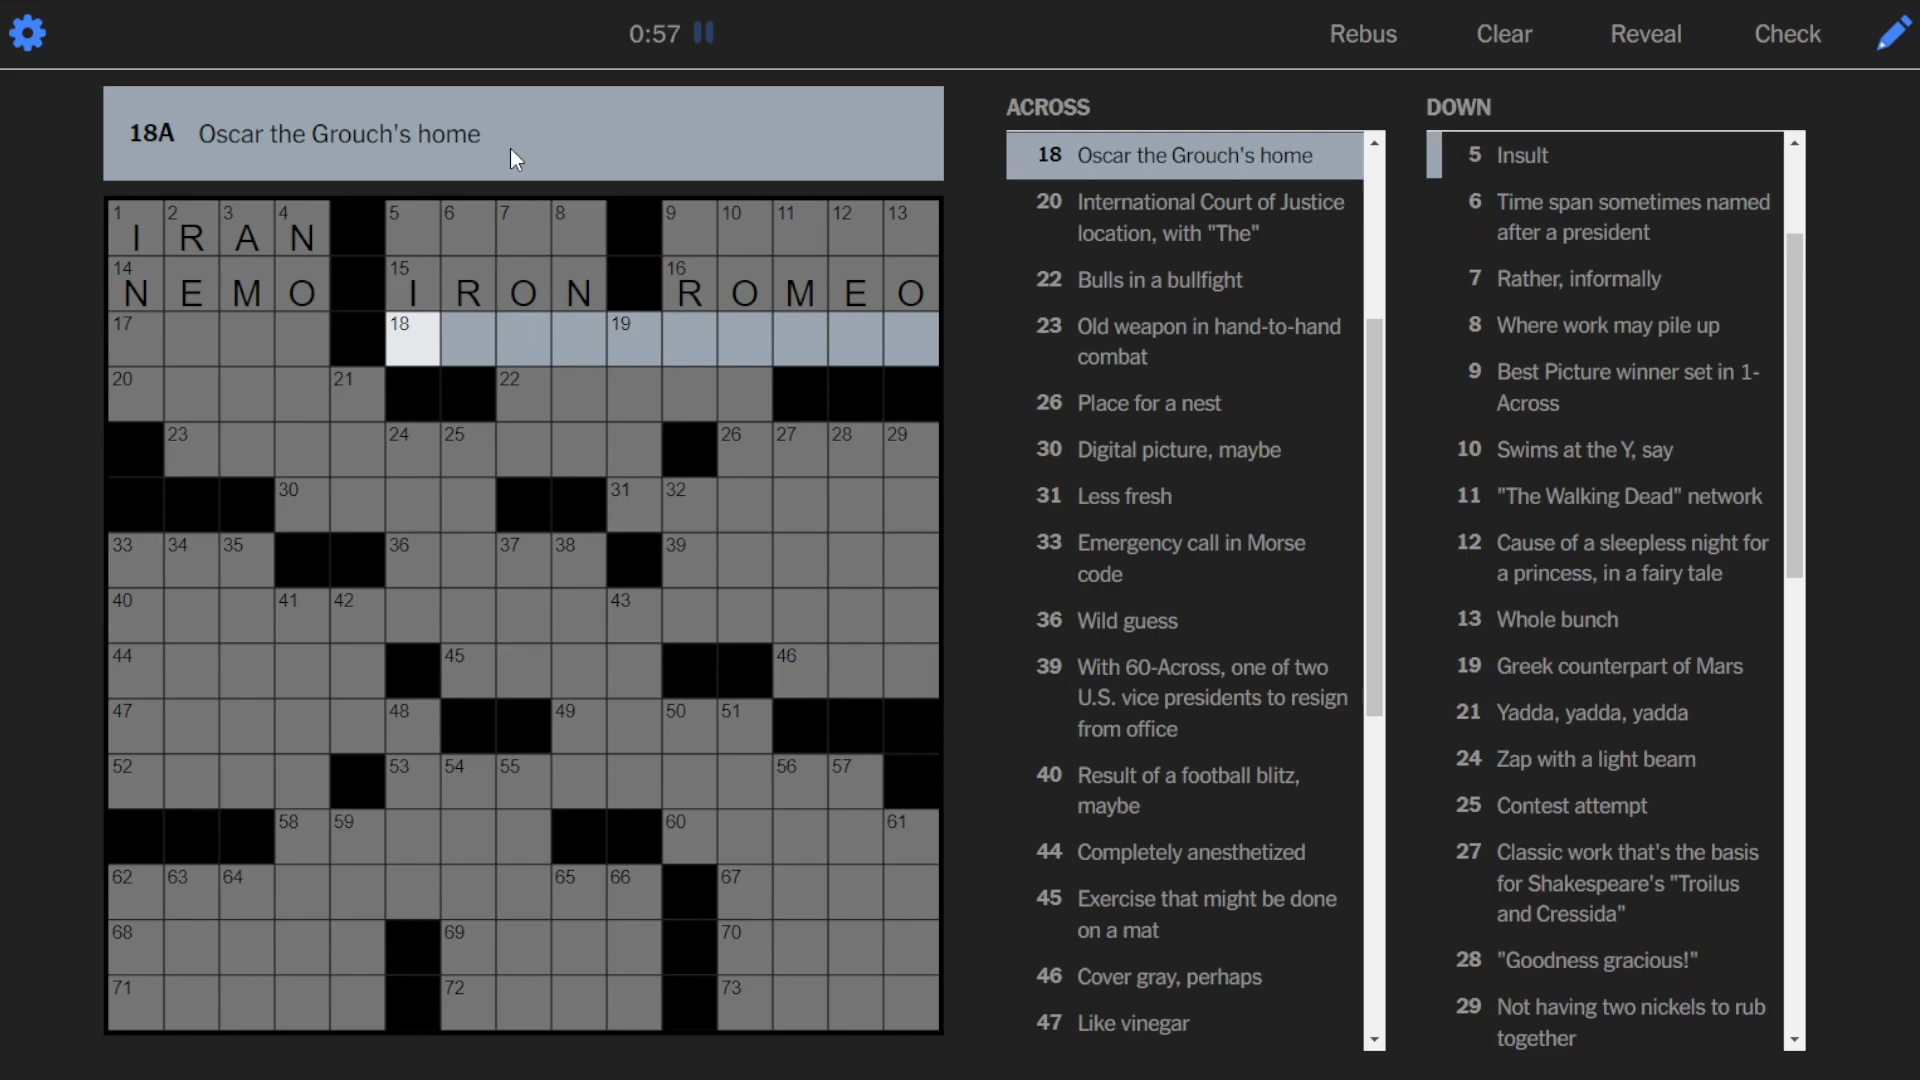 0:57
Rebus Clear Reveal Check
18A Oscar the Grouch's home
1 2 3 4 5 6 7 8 9 10 11 12 13
I R A N
14 15 16
N E M O I R O N R O M E O
17 18 19
20 21 22
23 24 25 26 27 28 29
30 31 32
33 34 35 36 37 38 39
40 41 42 43
44 45 46
47 48 49 50 51
52 53 54 55 56 57
58 59 60 61
62 63 64 65 66 67
68 69 70
71 72 73
ACROSS
18 Oscar the Grouch's home
20 International Court of Justice
location, with "The"
22 Bulls in a bullfight
23 Old weapon in hand-to-hand
combat
26 Place for a nest
30 Digital picture, maybe
31 Less fresh
33 Emergency call in Morse
code
36 Wild guess
39 With 60-Across, one of two
U.S. vice presidents to resign
from office
40 Result of a football blitz,
maybe
44 Completely anesthetized
45 Exercise that might be done
on a mat
46 Cover gray, perhaps
47 Like vinegar
DOWN
5 Insult
6 Time span sometimes named
after a president
7 Rather, informally
8 Where work may pile up
9 Best Picture winner set in 1-
Across
10 Swims at the Y, say
11 "The Walking Dead" network
12 Cause of a sleepless night for
a princess, in a fairy tale
13 Whole bunch
19 Greek counterpart of Mars
21 Yadda, yadda, yadda
24 Zap with a light beam
25 Contest attempt
27 Classic work that's the basis
for Shakespeare's "Troilus
and Cressida"
28 "Goodness gracious!"
29 Not having two nickels to rub
together